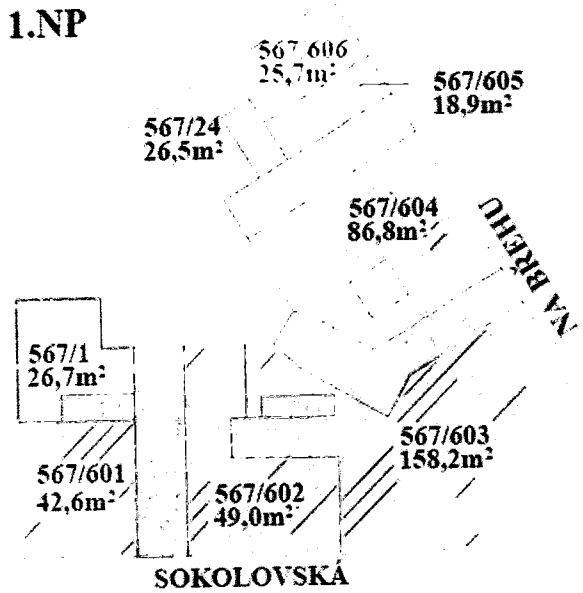 1.NP
567/606
25,7m²
567/605
18,9m²
567/24
26,5m²
567/604
86,8m²
NA BŘEHU
567/1
26,7m²
567/603
158,2m²
567/601
42,6m²
567/602
49,0m²
SOKOLOVSKÁ